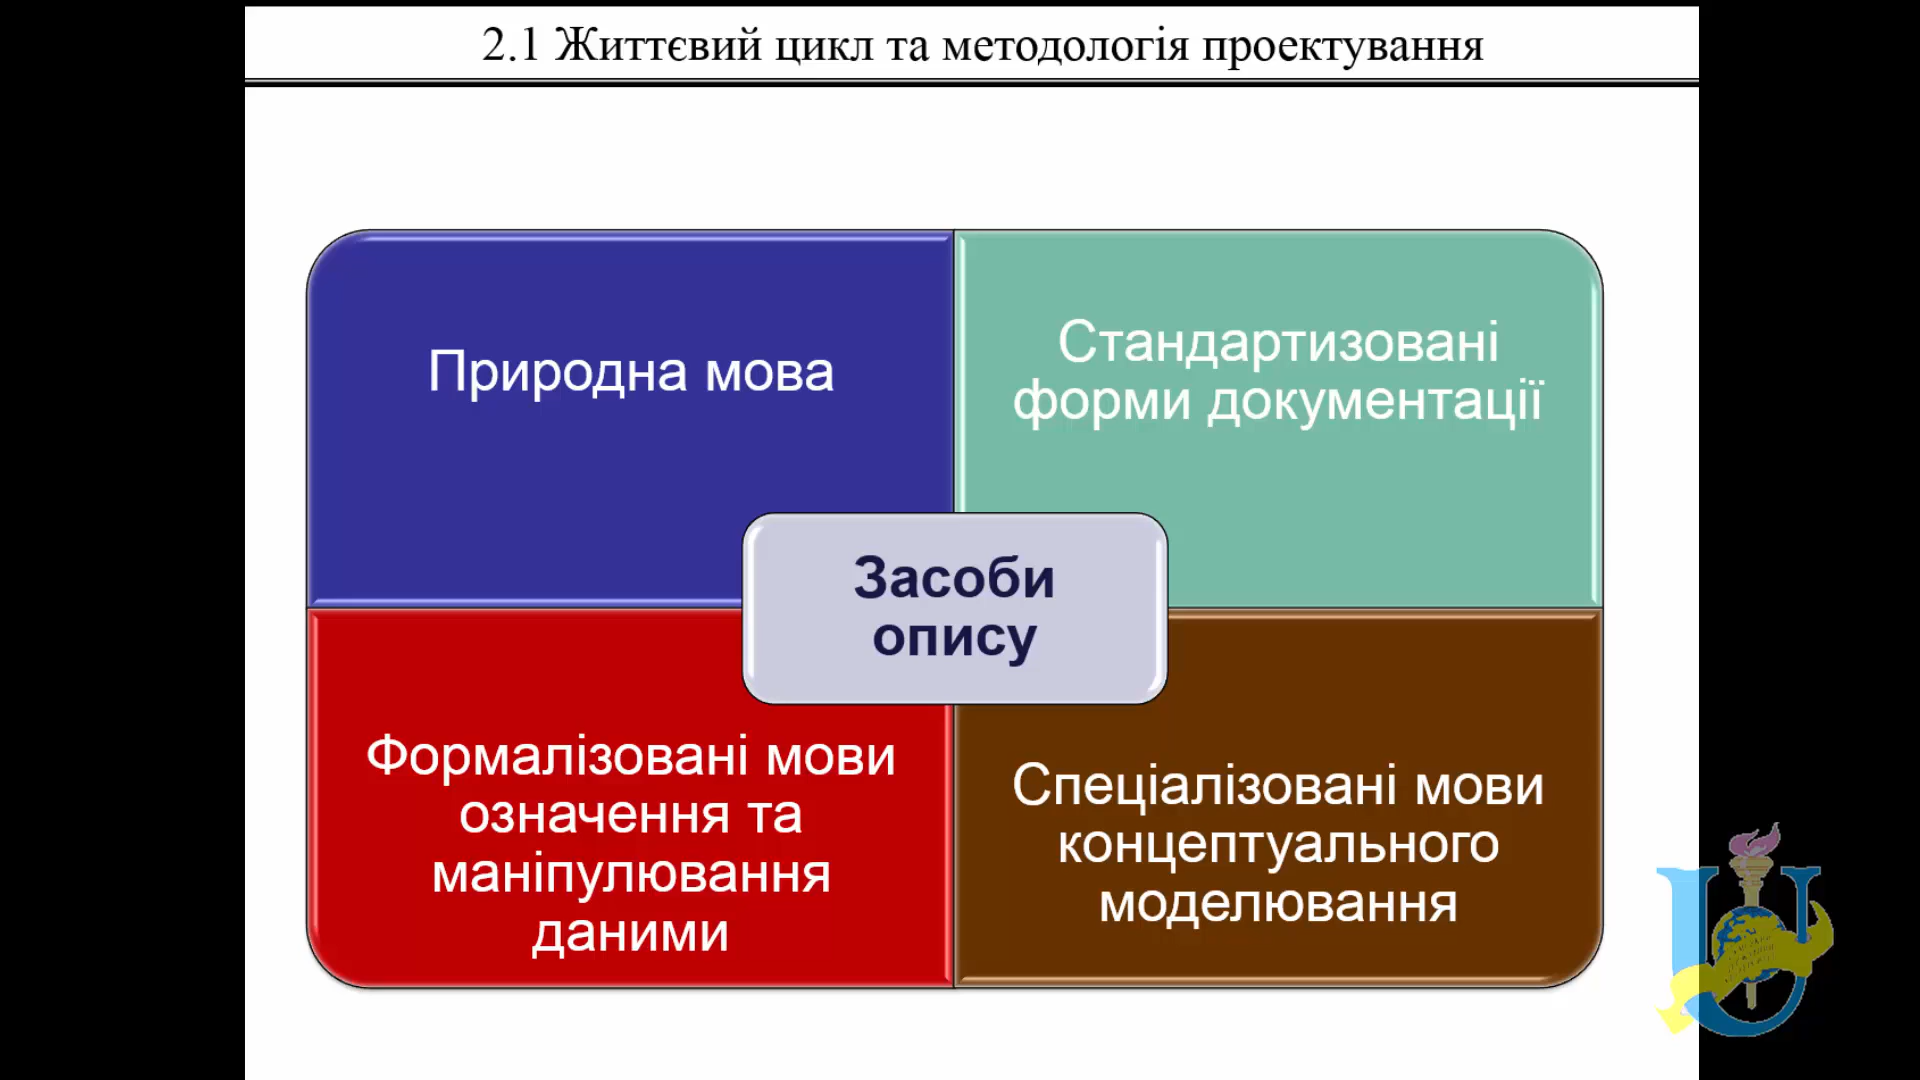 2.1 Життєвий цикл та методологія проектування
Природна мова
Стандартизовані
форми документації
Засоби
опису
Формалізовані мови
означення та
маніпулювання
даними
Спеціалізовані мови
концептуального
моделювання